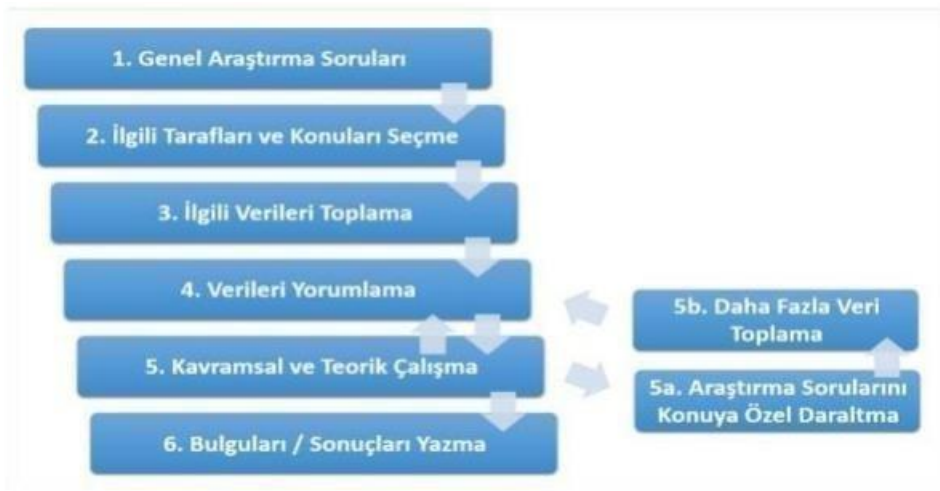 1. Genel Araştırma Soruları
2. İlgili Tarafları ve Konuları Seçme
3. İlgili Verileri Toplama
4. Verileri Yorumlama
5b. Daha Fazla Veri
Toplama
5. Kavramsal ve Teorik Çalışma
5a. Araştırma Sorularını
Konuya Özel Daraltma
6. Bulguları / Sonuçları Yazma